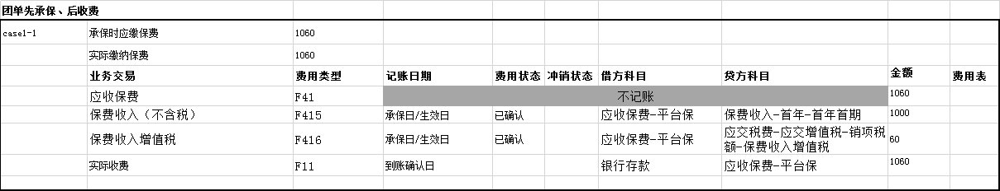 团单先承保、后收费
case1-1 承保时应缴保费 1060
实际缴纳保费 1060
业务交易 费用类型 记账日期 费用状态 冲销状态 借方科目 贷方科目 金额 费用表
应收保费 F41 不记账 1060
保费收入（不含税） F415 承保日/生效日 已确认 应收保费-平台保 保费收入-首年-首年首期 1000
保费收入增值税 F416 承保日/生效日 已确认 应收保费-平台保 应交税费-应交增值税-销项税
额-保费收入增值税 60
实际收费 F11 到账确认日 银行存款 应收保费-平台保 1060